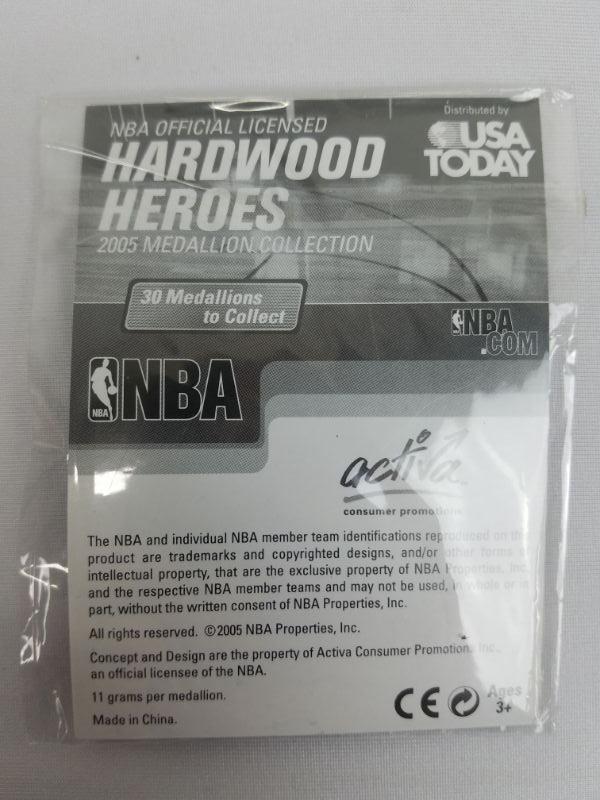 NBA OFFICIAL LICENSED
HARDWOOD
HEROES
2005 MEDALLION COLLECTION
Distributed by
USA
TODAY
30 Medallions
to Collect
NBA
.COM
NBA
NBA
activa
consumer promotions
The NBA and individual NBA member team identifications reproduced on this
product are trademarks and copyrighted designs, and/or other forms of
intellectual property, that are the exclusive property of NBA Properties, Inc.
and the respective NBA member teams and may not be used, in whole or in
part, without the written consent of NBA Properties, Inc.
All rights reserved. ©2005 NBA Properties, Inc.
Concept and Design are the property of Activa Consumer Promotion, Inc.,
an official licensee of the NBA.
11 grams per medallion.
Made in China.
CE
Ages
3+